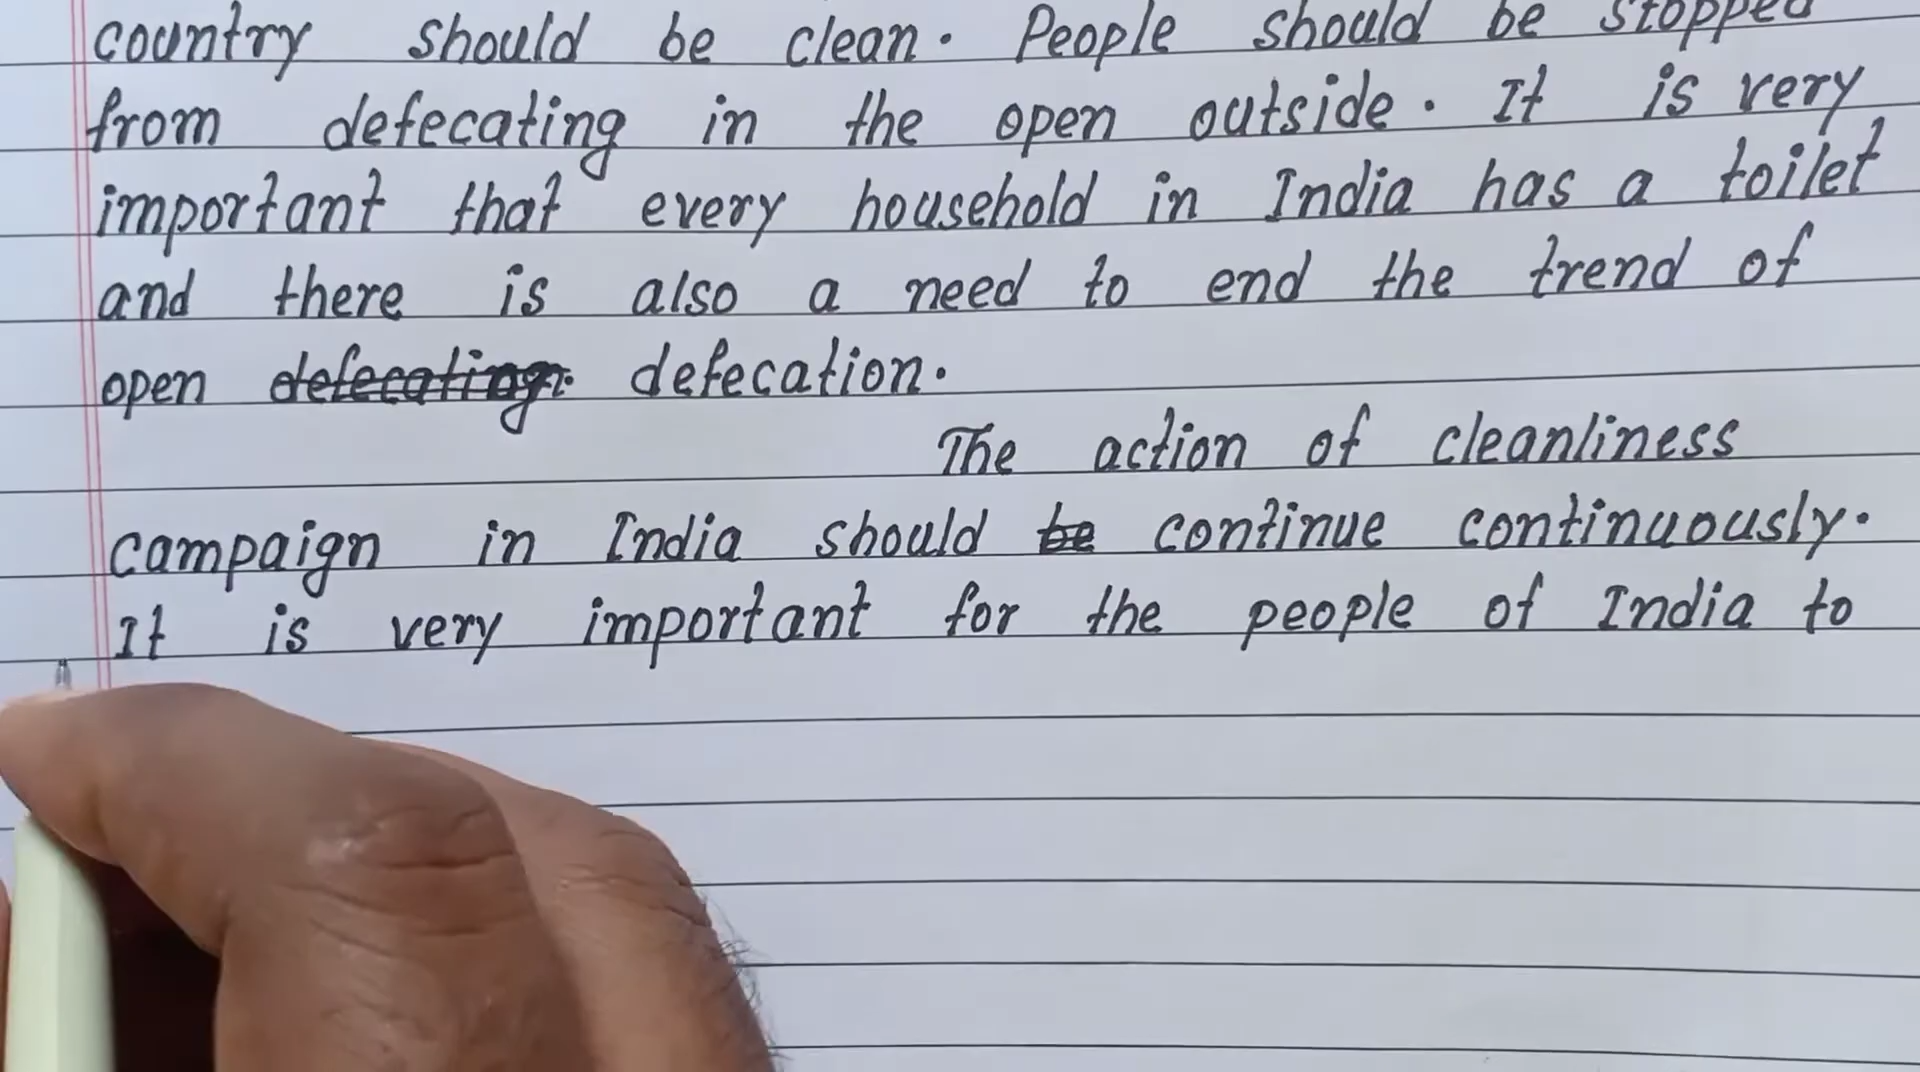 country should be clean. People should be stopped
from defecating in the open outside. It is very
important that every household in India has a toilet
and there is also a need to end the trend of
open defecating. defecation.
The action of cleanliness
campaign in India should be continue continuously.
It is very important for the people of India to